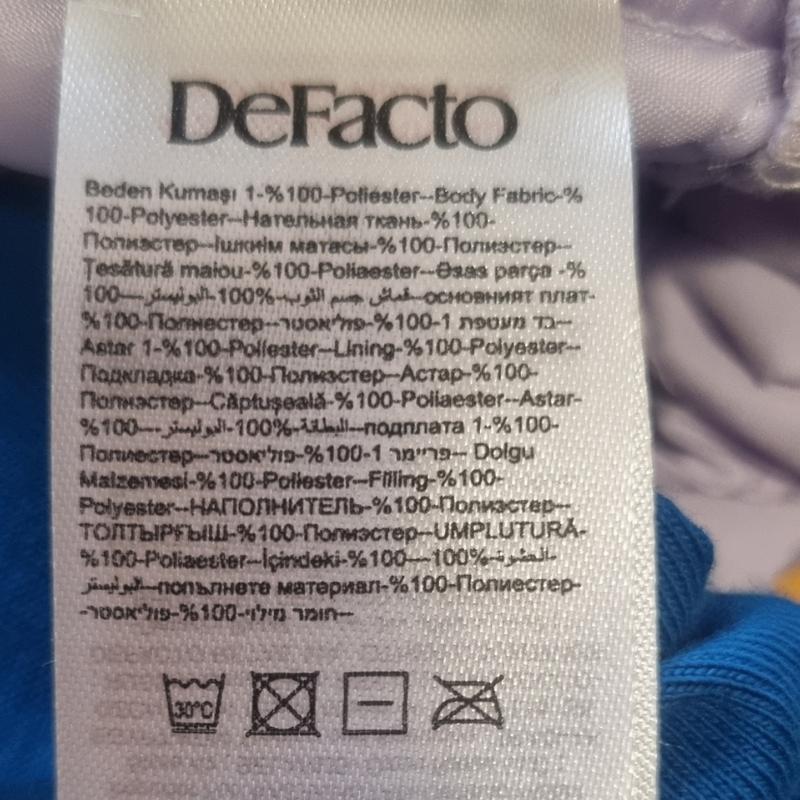 DeFacto
Beden Kumaşı 1-%100-Poliester--Body Fabric-%
100-Polyester--Нательная ткань-%100-
Полиэстер--Ішкиім матасы-%100-Полиэстер--
Țesătură maiou-%100-Poliaester--Əsas parça -%
100---قماش جسم الثوب-%100-البوليستر--основният плат-
%100-Полиестер--בד מעטפת 1-%100-פוליאסטר--
Astar 1-%100-Poliester--Lining-%100-Polyester--
Подкладка-%100-Полиэстер--Астар-%100-
Полиэстер--Căptușeală-%100-Poliaester--Astar-
%100---البطانة-%100-البوليستر--подплата 1-%100-
Полиестер--פריימר 1-%100-פוליאסטר-- Dolgu
Malzemesi-%100-Poliester--Filling-%100-
Polyester--НАПОЛНИТЕЛЬ-%100-Полиэстер--
ТОЛТЫРҒЫШ-%100-Полиэстер--UMPLUTURĂ-
%100-Poliaester--İçindeki-%100---الحشوة-%100-
البوليستر--попълнете материал-%100-Полиестер-
-חומר מילוי-%100-פוליאסטר--
30°C